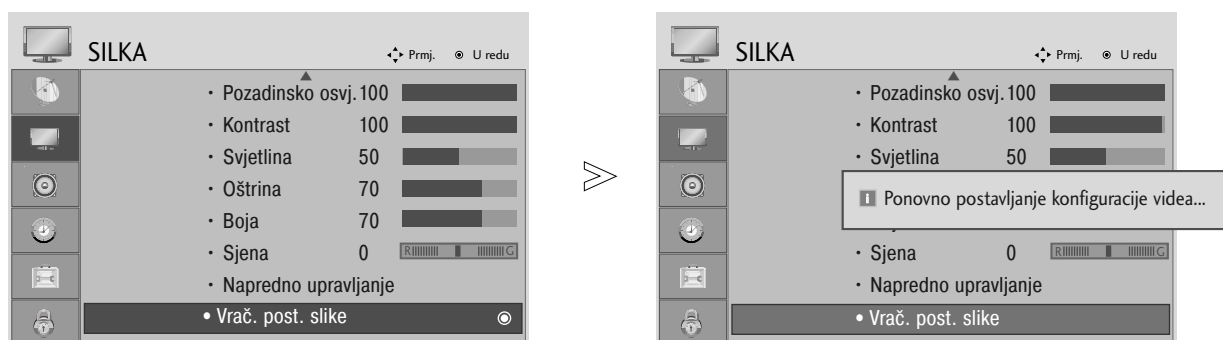 SILKA Prmj. U redu
• Pozadinsko osvj. 100
• Kontrast 100
• Svjetlina 50
• Oštrina 70
• Boja 70
• Sjena 0 R G
• Napredno upravljanje
• Vrač. post. slike
SILKA Prmj. U redu
• Pozadinsko osvj. 100
• Kontrast 100
• Svjetlina 50
i Ponovno postavljanje konfiguracije videa...
• Sjena 0 R G
• Napredno upravljanje
• Vrač. post. slike